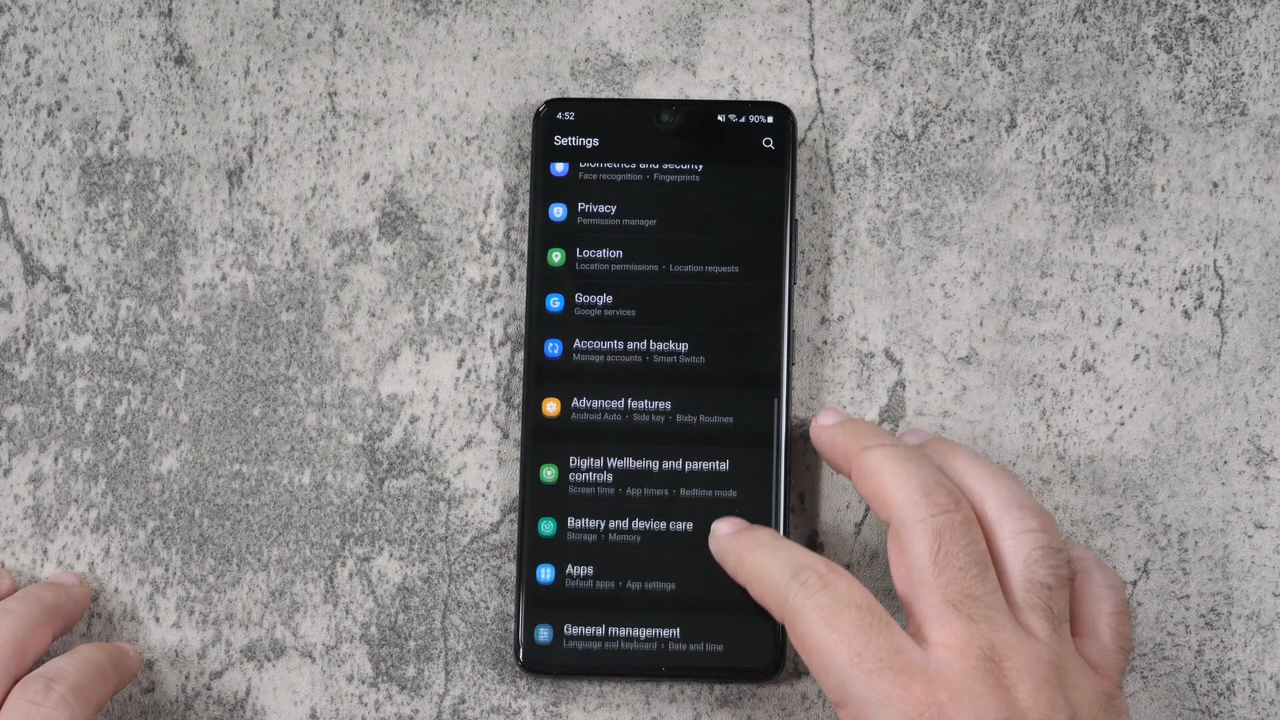 4:52
90%
Settings
Biometrics and security
Face recognition • Fingerprints
Privacy
Permission manager
Location
Location permissions • Location requests
Google
Google services
Accounts and backup
Manage accounts • Smart Switch
Advanced features
Android Auto • Side key • Bixby Routines
Digital Wellbeing and parental
controls
Screen time • App timers • Bedtime mode
Battery and device care
Storage • Memory
Apps
Default apps • App settings
General management
Language and keyboard • Date and time